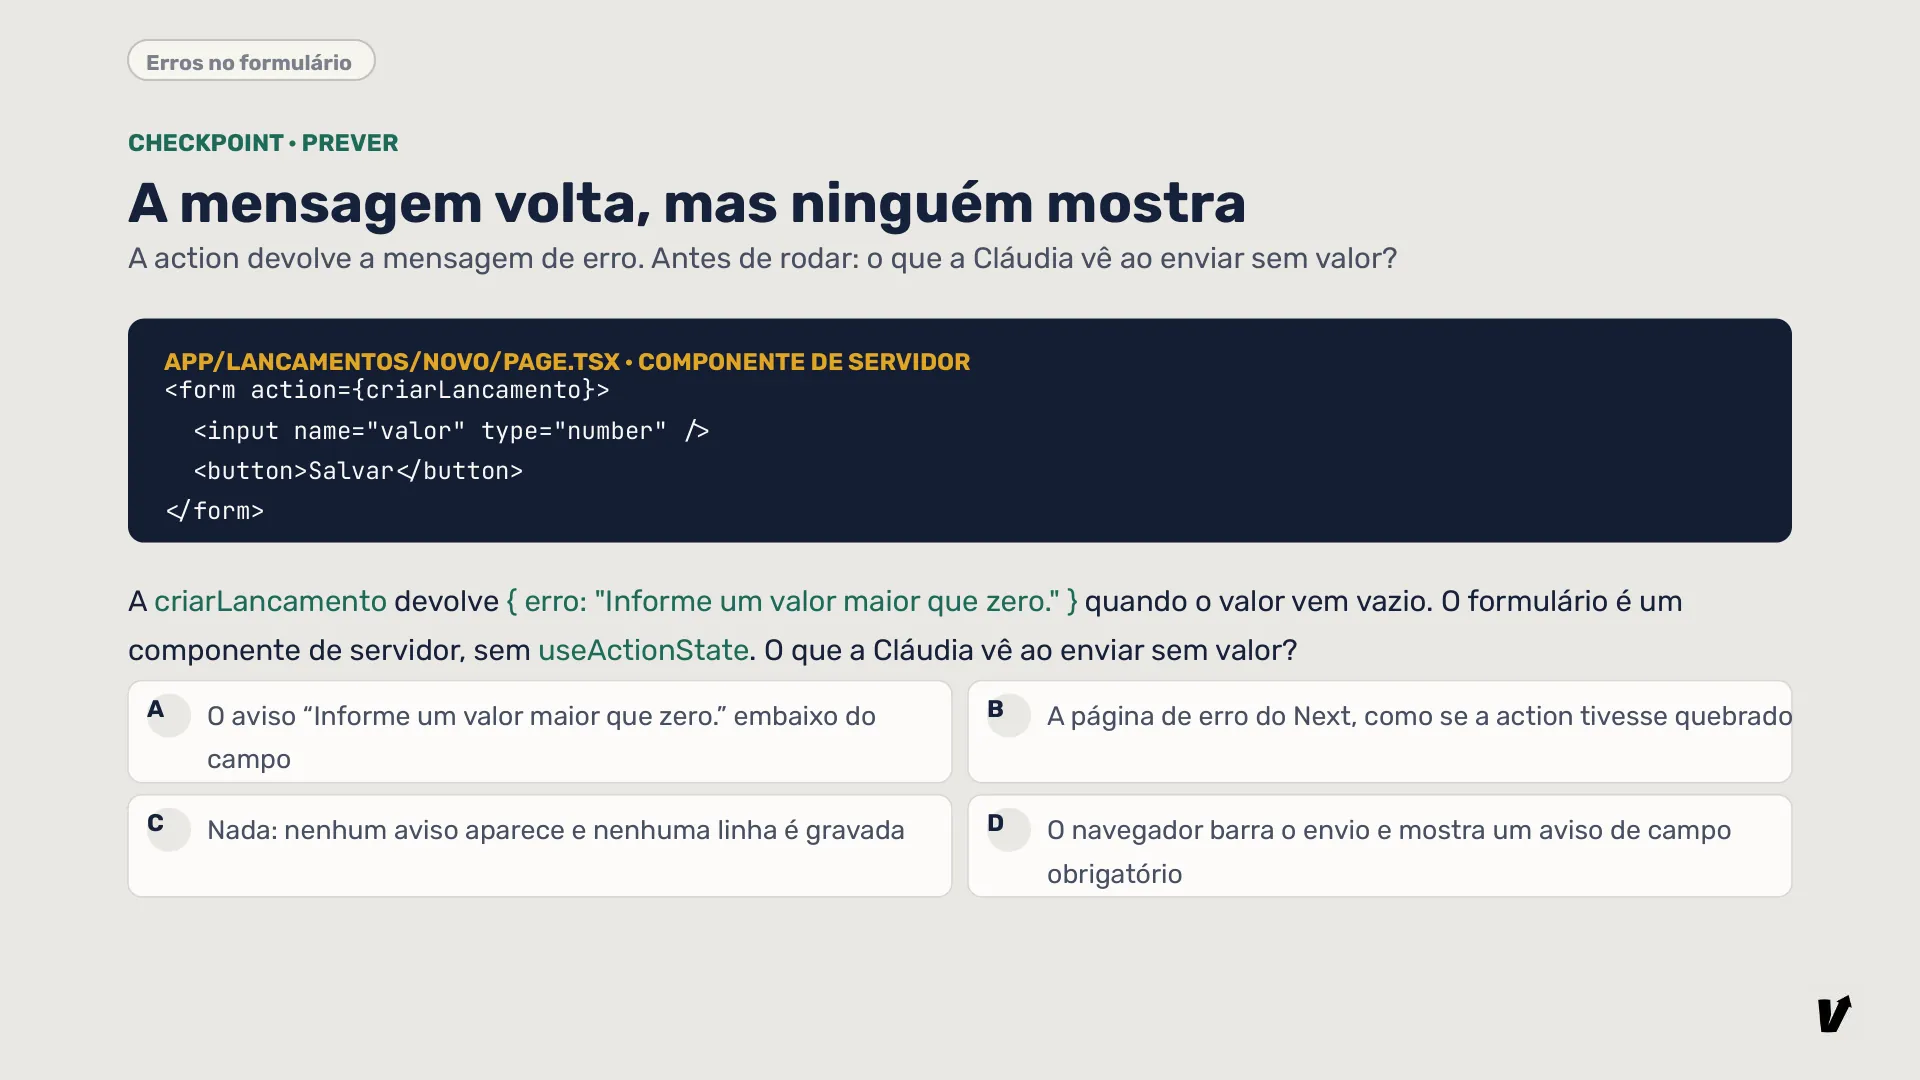 Erros no formulário
CHECKPOINT • PREVER
A mensagem volta, mas ninguém mostra
A action devolve a mensagem de erro. Antes de rodar: o que a Cláudia vê ao enviar sem valor?
APP/LANCAMENTOS/NOVO/PAGE.TSX • COMPONENTE DE SERVIDOR
<form action={criarLancamento}>
  <input name="valor" type="number" />
  <button>Salvar</button>
</form>
A criarLancamento devolve { erro: "Informe um valor maior que zero." } quando o valor vem vazio. O formulário é um
componente de servidor, sem useActionState. O que a Cláudia vê ao enviar sem valor?
A O aviso “Informe um valor maior que zero.” embaixo do
campo
B A página de erro do Next, como se a action tivesse quebrado
C Nada: nenhum aviso aparece e nenhuma linha é gravada
D O navegador barra o envio e mostra um aviso de campo
obrigatório
V